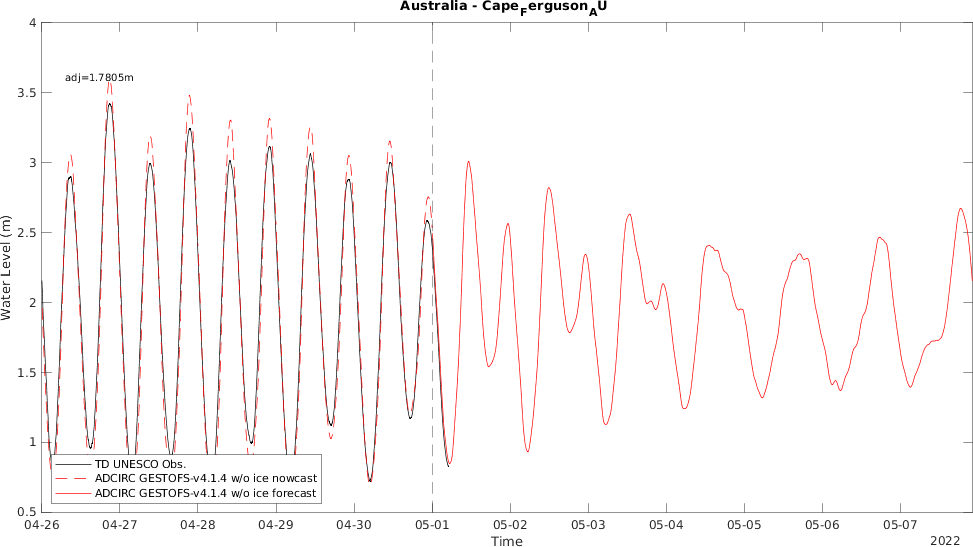 Australia - Cape_Ferguson_AU
4
adj=1.7805m
3.5
3
2.5
2
1.5
1
0.5
Water Level (m)
TD UNESCO Obs.
ADCIRC GESTOFS-v4.1.4 w/o ice nowcast
ADCIRC GESTOFS-v4.1.4 w/o ice forecast
04-26 04-27 04-28 04-29 04-30 05-01 05-02 05-03 05-04 05-05 05-06 05-07
Time
2022